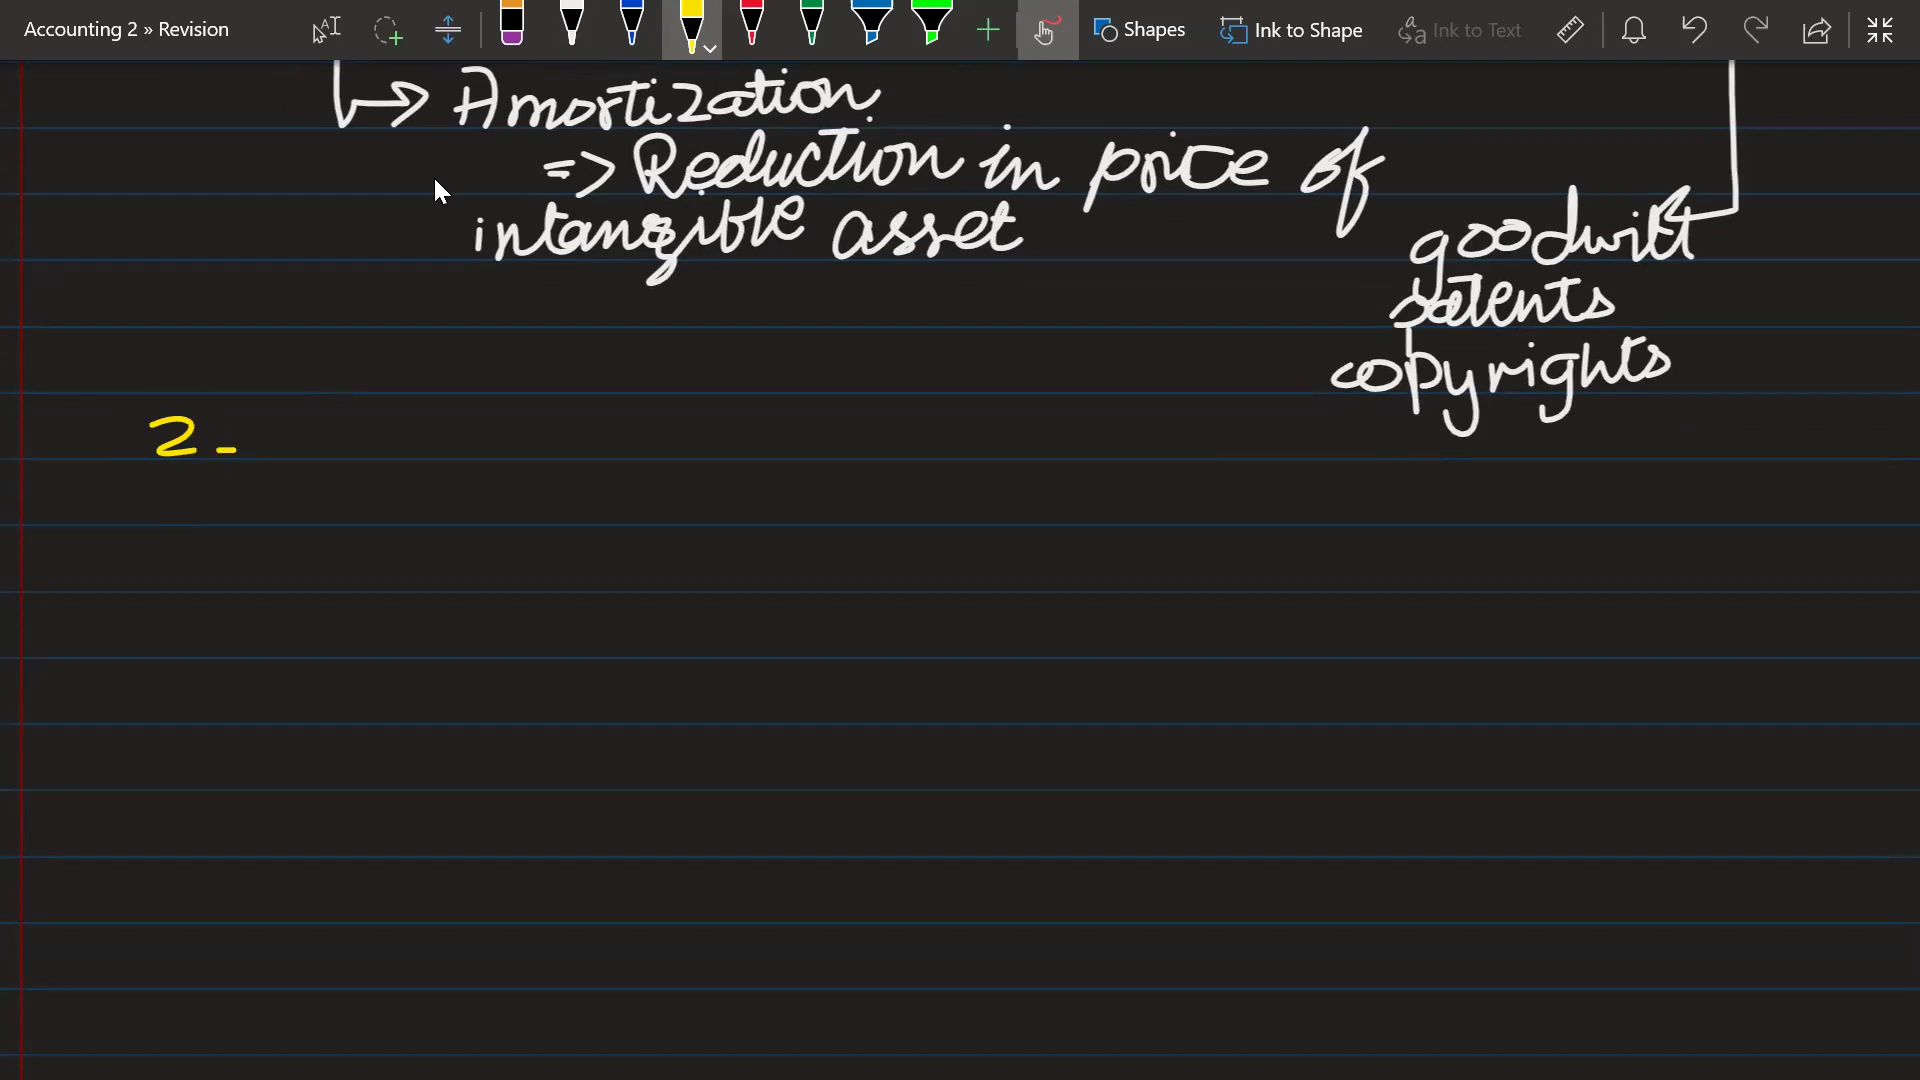 Accounting 2 » Revision
Shapes
Ink to Shape
Ink to Text
Amortization
=> Reduction in price of
intangible asset
goodwill
patents
copyrights
2-